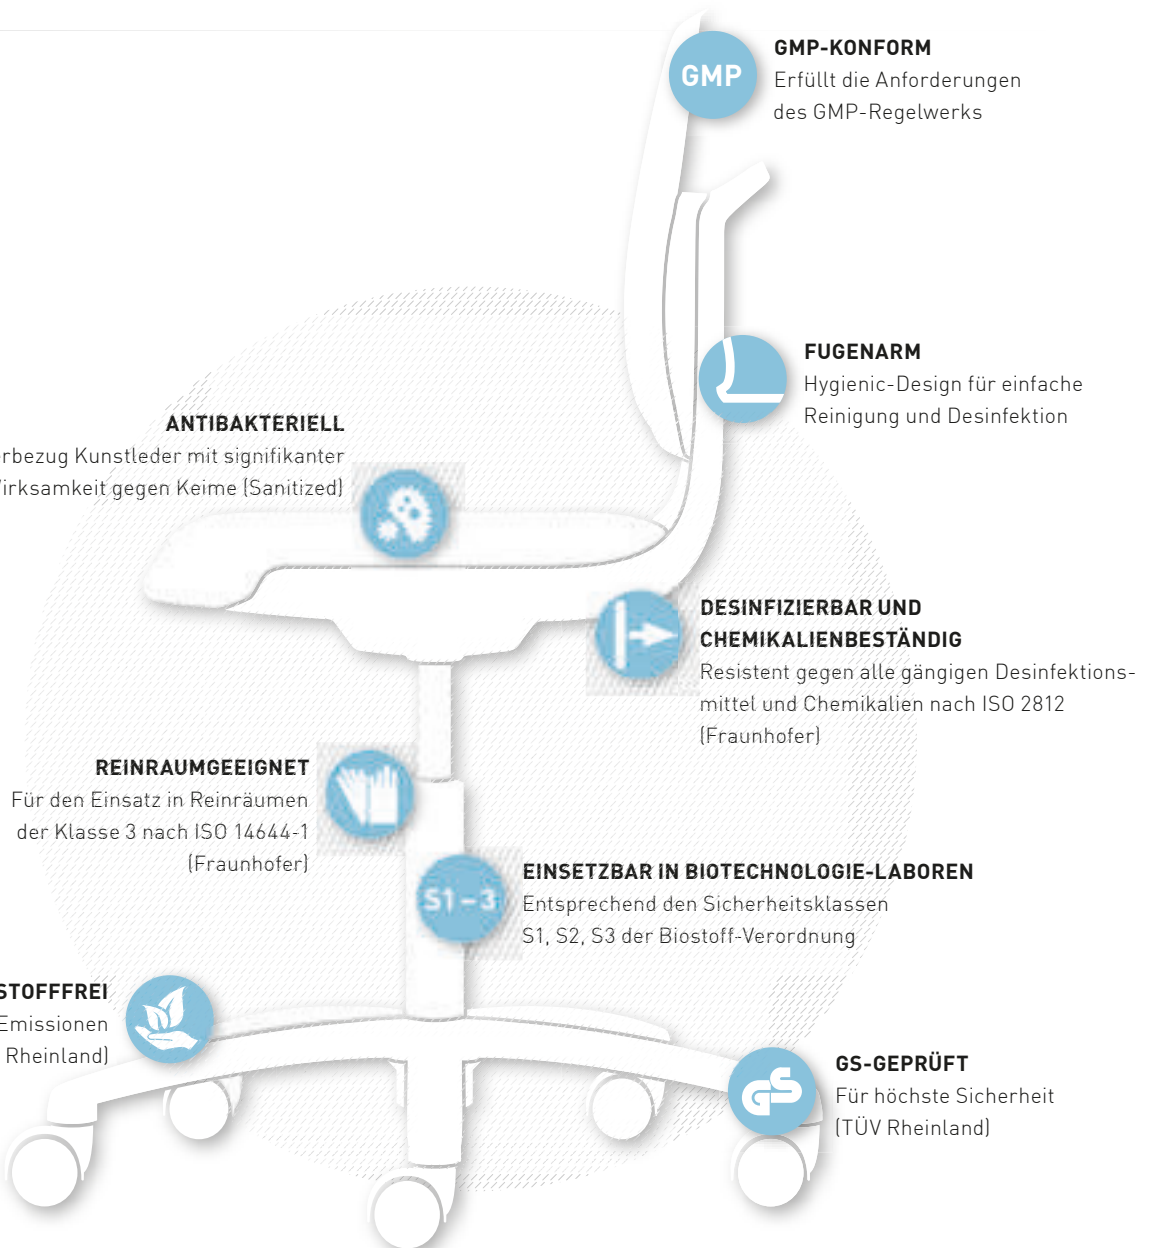 GMP-KONFORM
GMP
Erfüllt die Anforderungen
des GMP-Regelwerks
FUGENARM
Hygienic-Design für einfache
Reinigung und Desinfektion
ANTIBAKTERIELL
Kunstleder mit signifikanter
gegen Keime (Sanitized)
DESINFIZIERBAR UND
CHEMIKALIENBESTÄNDIG
Resistent gegen alle gängigen Desinfektions-
mittel und Chemikalien nach ISO 2812
(Fraunhofer)
REINRAUMGEEIGNET
Für den Einsatz in Reinräumen
der Klasse 3 nach ISO 14644-1
(Fraunhofer)
EINSETZBAR IN BIOTECHNOLOGIE-LABOREN
S1–3
Entsprechend den Sicherheitsklassen
S1, S2, S3 der Biostoff-Verordnung
STOFFFREI
Emissionen
Rheinland)
GS-GEPRÜFT
GS
Für höchste Sicherheit
(TÜV Rheinland)